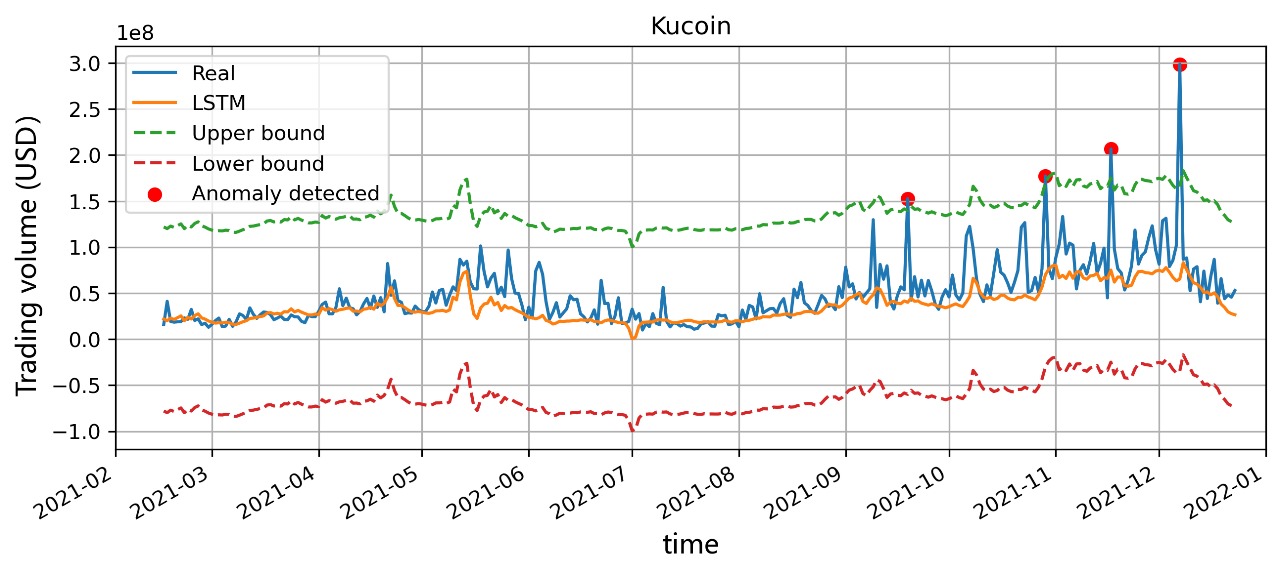 Kucoin
1e8
3.0
2.5
2.0
1.5
1.0
0.5
0.0
−0.5
−1.0
Trading volume (USD)
Real
LSTM
Upper bound
Lower bound
Anomaly detected
2021-02
2021-03
2021-04
2021-05
2021-06
2021-07
2021-08
2021-09
2021-10
2021-11
2021-12
2022-01
time